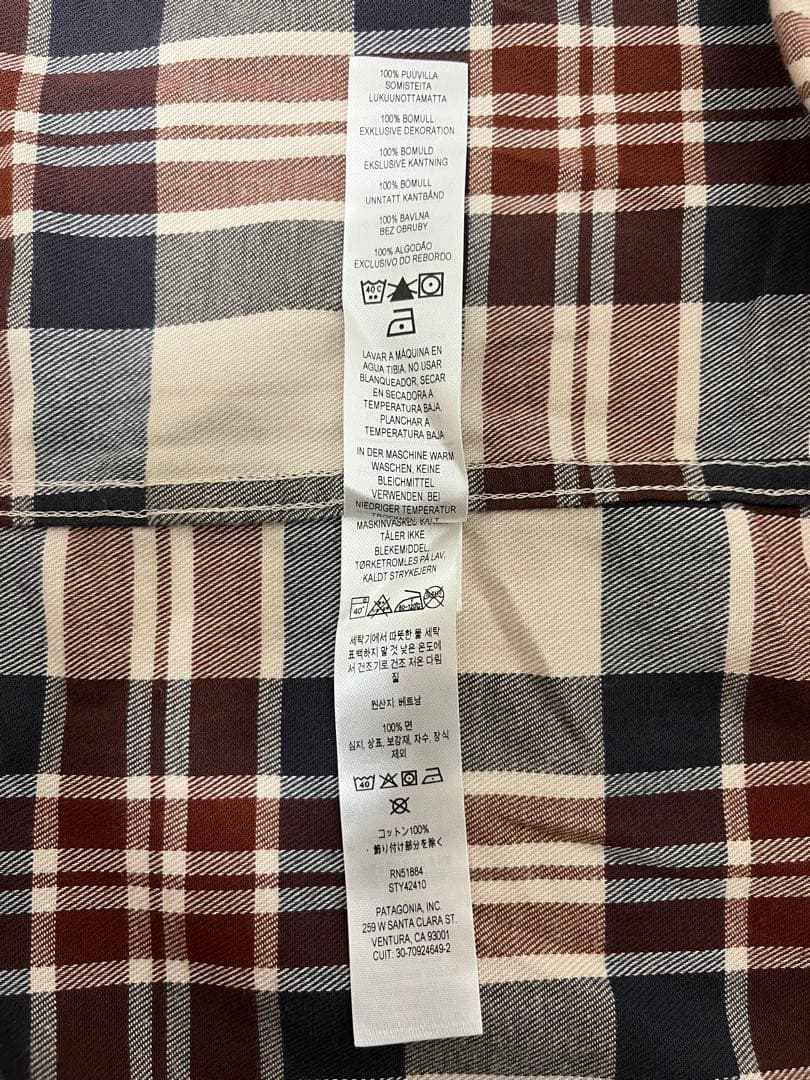 100% PUUVILLA
SOMISTEITA
LUKUUNOTTAMATTA
100% BOMULL
EXKLUSIVE DEKORATION
100% BOMULD
EKSLUSIVE KANTNING
100% BOMULL
UNNTATT KANTBÅND
100% BAVLNA
BEZ OBRUBY
100% ALGODÃO
EXCLUSIVO DO REBORDO
40 C
LAVAR A MÁQUINA EN
AGUA TIBIA, NO USAR
BLANQUEADOR, SECAR
EN SECADORA A
TEMPERATURA BAJA,
PLANCHAR A
TEMPERATURA BAJA
IN DER MASCHINE WARM
WASCHEN, KEINE
BLEICHMITTEL
VERWENDEN, BEI
NIEDRIGER TEMPERATUR
MASKINVASKES
TÅLER IKKE
BLEKEMIDDEL,
TØRKETROMLES PÅ LAV,
KALDT STRYKEJERN
40°
80-120°C
세탁기에서 따뜻한 물 세탁
표백하지 말 것 낮은 온도에
서 건조기로 건조 저온 다림
질
원산지: 베트남
100% 면
심지, 상표, 보강재, 자수, 장식
제외
40
コットン100%
・飾り付け部分を除く
RN51884
STY42410
PATAGONIA, INC.
259 W SANTA CLARA ST.
VENTURA, CA 93001
CUIT: 30-70924649-2